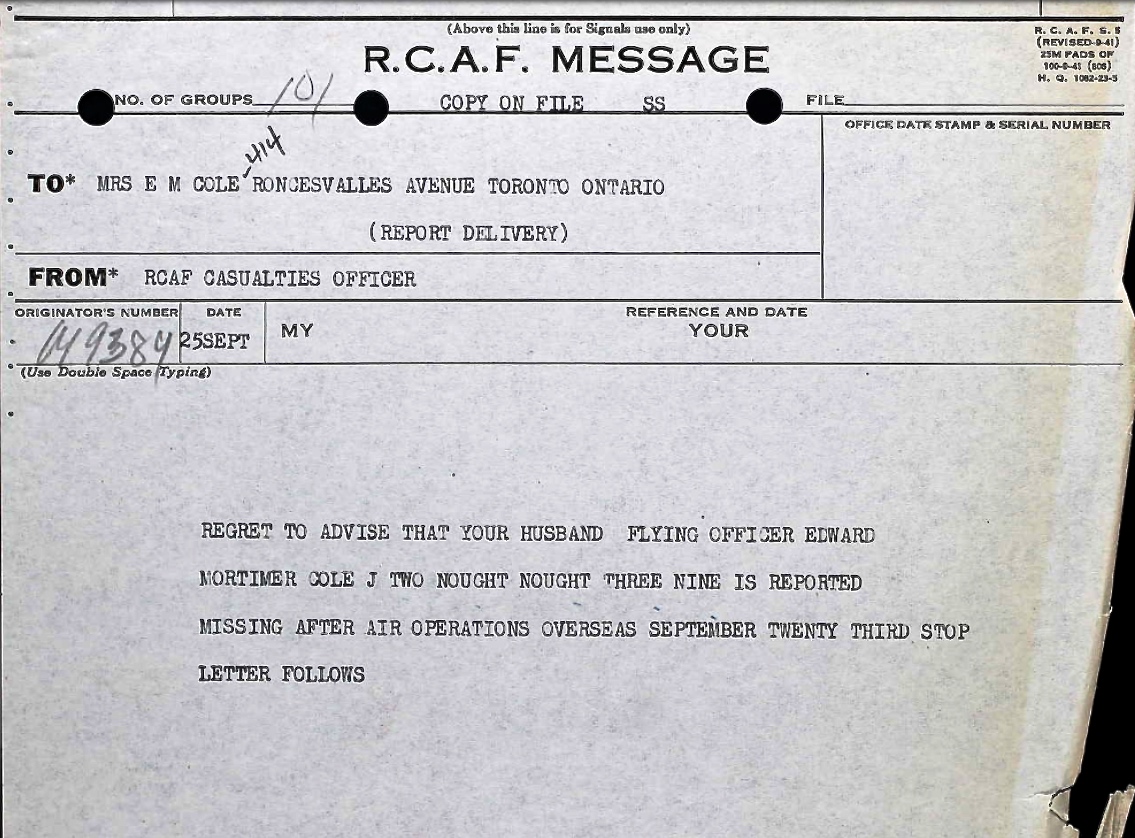 (Above this line is for Signals use only)
R.C.A.F. MESSAGE
R. C. A. F. S. 5
(REVISED-9-41)
25M PADS OF
100-9-41 (808)
H. Q. 1062-23-5
NO. OF GROUPS 101 COPY ON FILE SS FILE
OFFICE DATE STAMP & SERIAL NUMBER
414
TO* MRS E M COLE RONCESVALLES AVENUE TORONTO ONTARIO
(REPORT DELIVERY)
FROM* RCAF CASUALTIES OFFICER
ORIGINATOR'S NUMBER DATE REFERENCE AND DATE
M9384 25SEPT MY YOUR
(Use Double Space Typing)
REGRET TO ADVISE THAT YOUR HUSBAND FLYING OFFICER EDWARD
MORTIMER COLE J TWO NOUGHT NOUGHT THREE NINE IS REPORTED
MISSING AFTER AIR OPERATIONS OVERSEAS SEPTEMBER TWENTY THIRD STOP
LETTER FOLLOWS